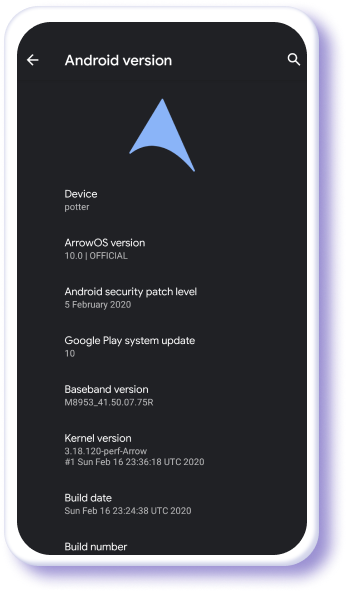 Android version
Device
potter
ArrowOS version
10.0 | OFFICIAL
Android security patch level
5 February 2020
Google Play system update
10
Baseband version
M8953_41.50.07.75R
Kernel version
3.18.120-perf-Arrow
#1 Sun Feb 16 23:36:18 UTC 2020
Build date
Sun Feb 16 23:24:38 UTC 2020
Build number